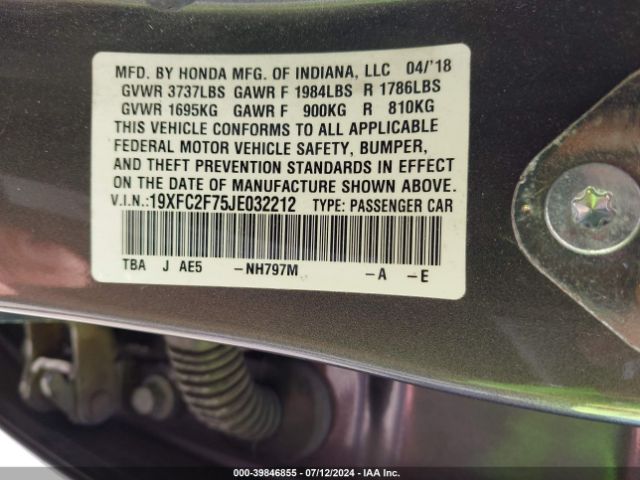 MFD. BY HONDA MFG. OF INDIANA, LLC 04/'18
GVWR 3737LBS GAWR F 1984LBS R 1786LBS
GVWR 1695KG GAWR F 900KG R 810KG
THIS VEHICLE CONFORMS TO ALL APPLICABLE
FEDERAL MOTOR VEHICLE SAFETY, BUMPER,
AND THEFT PREVENTION STANDARDS IN EFFECT
ON THE DATE OF MANUFACTURE SHOWN ABOVE.
V.I.N.:19XFC2F75JE032212 TYPE: PASSENGER CAR
TBA J AE5 -NH797M -A -E
000-39846855 - 07/12/2024 - IAA Inc.